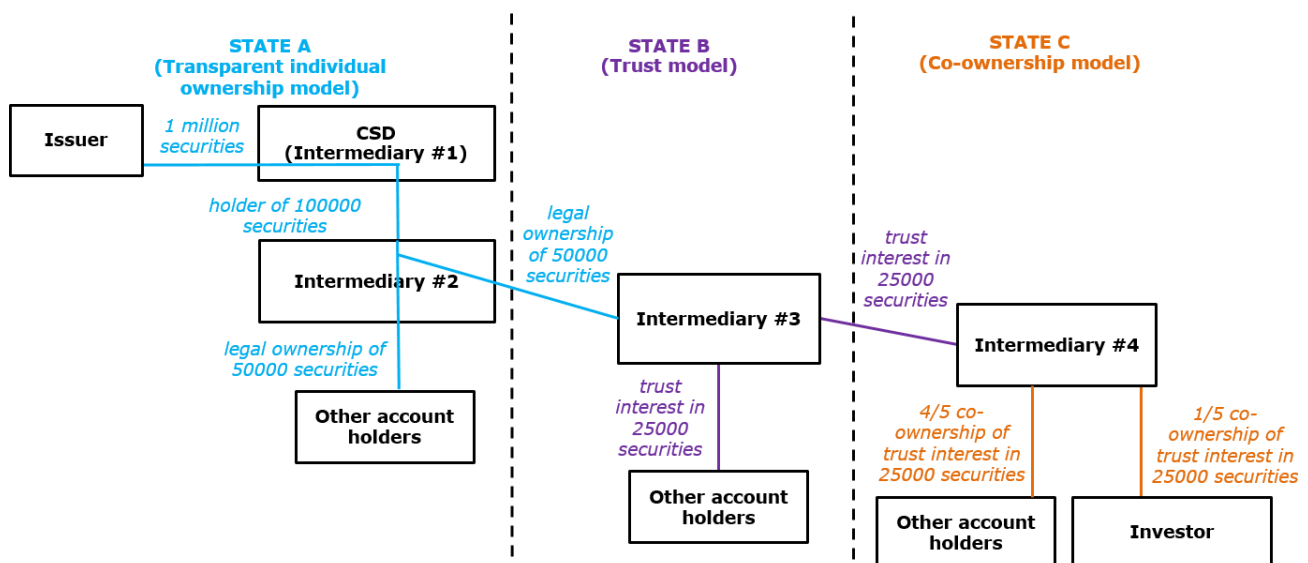 STATE A
(Transparent individual
ownership model)
STATE B
(Trust model)
STATE C
(Co-ownership model)
Issuer
1 million
securities
CSD
(Intermediary #1)
holder of 100000
securities
Intermediary #2
legal
ownership
of 50000
securities
legal ownership of
50000 securities
Other account
holders
Intermediary #3
trust
interest in
25000
securities
trust
interest in
25000
securities
Other account
holders
Intermediary #4
4/5 co-
ownership of
trust interest in
25000 securities
1/5 co-
ownership of
trust interest in
25000 securities
Other account
holders
Investor